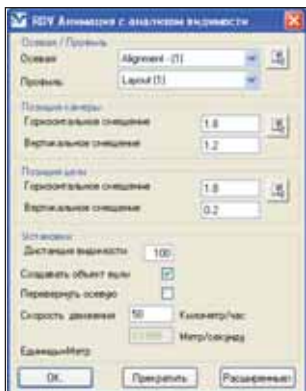 RDV Анимация с анализом видимости
Осевая / Профиль
Осевая Alignment - (1)
Профиль Layout (1)
Позиция камеры
Горизонтальное смещение 1.8
Вертикальное смещение 1.2
Позиция цели
Горизонтальное смещение 1.8
Вертикальное смещение 0.2
Установки
Дистанция видимости 100
Создавать объект
Перевернуть осевую
Скорость движения 50 Километр/час
Метр/секунду
Единицы=Метр
OK. Прекратить Расширенные